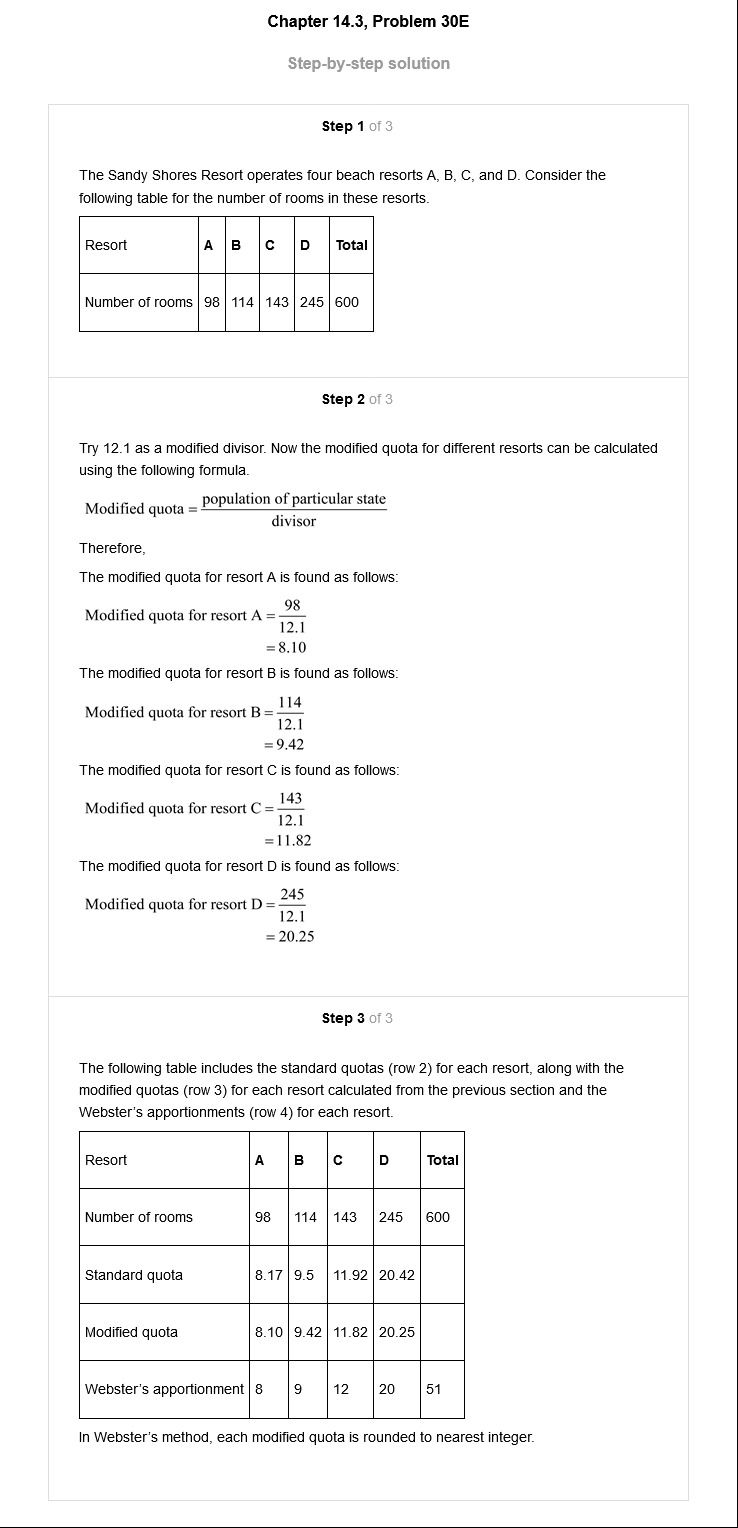 Chapter 14.3, Problem 30E
Step-by-step solution
Step 1 of 3
The Sandy Shores Resort operates four beach resorts A, B, C, and D. Consider the
following table for the number of rooms in these resorts.
Resort A B C D Total
Number of rooms 98 114 143 245 600
Step 2 of 3
Try 12.1 as a modified divisor. Now the modified quota for different resorts can be calculated
using the following formula.
Modified quota = population of particular state / divisor
Therefore,
The modified quota for resort A is found as follows:
Modified quota for resort A = 98 / 12.1
= 8.10
The modified quota for resort B is found as follows:
Modified quota for resort B = 114 / 12.1
= 9.42
The modified quota for resort C is found as follows:
Modified quota for resort C = 143 / 12.1
= 11.82
The modified quota for resort D is found as follows:
Modified quota for resort D = 245 / 12.1
= 20.25
Step 3 of 3
The following table includes the standard quotas (row 2) for each resort, along with the
modified quotas (row 3) for each resort calculated from the previous section and the
Webster's apportionments (row 4) for each resort.
Resort A B C D Total
Number of rooms 98 114 143 245 600
Standard quota 8.17 9.5 11.92 20.42
Modified quota 8.10 9.42 11.82 20.25
Webster's apportionment 8 9 12 20 51
In Webster's method, each modified quota is rounded to nearest integer.